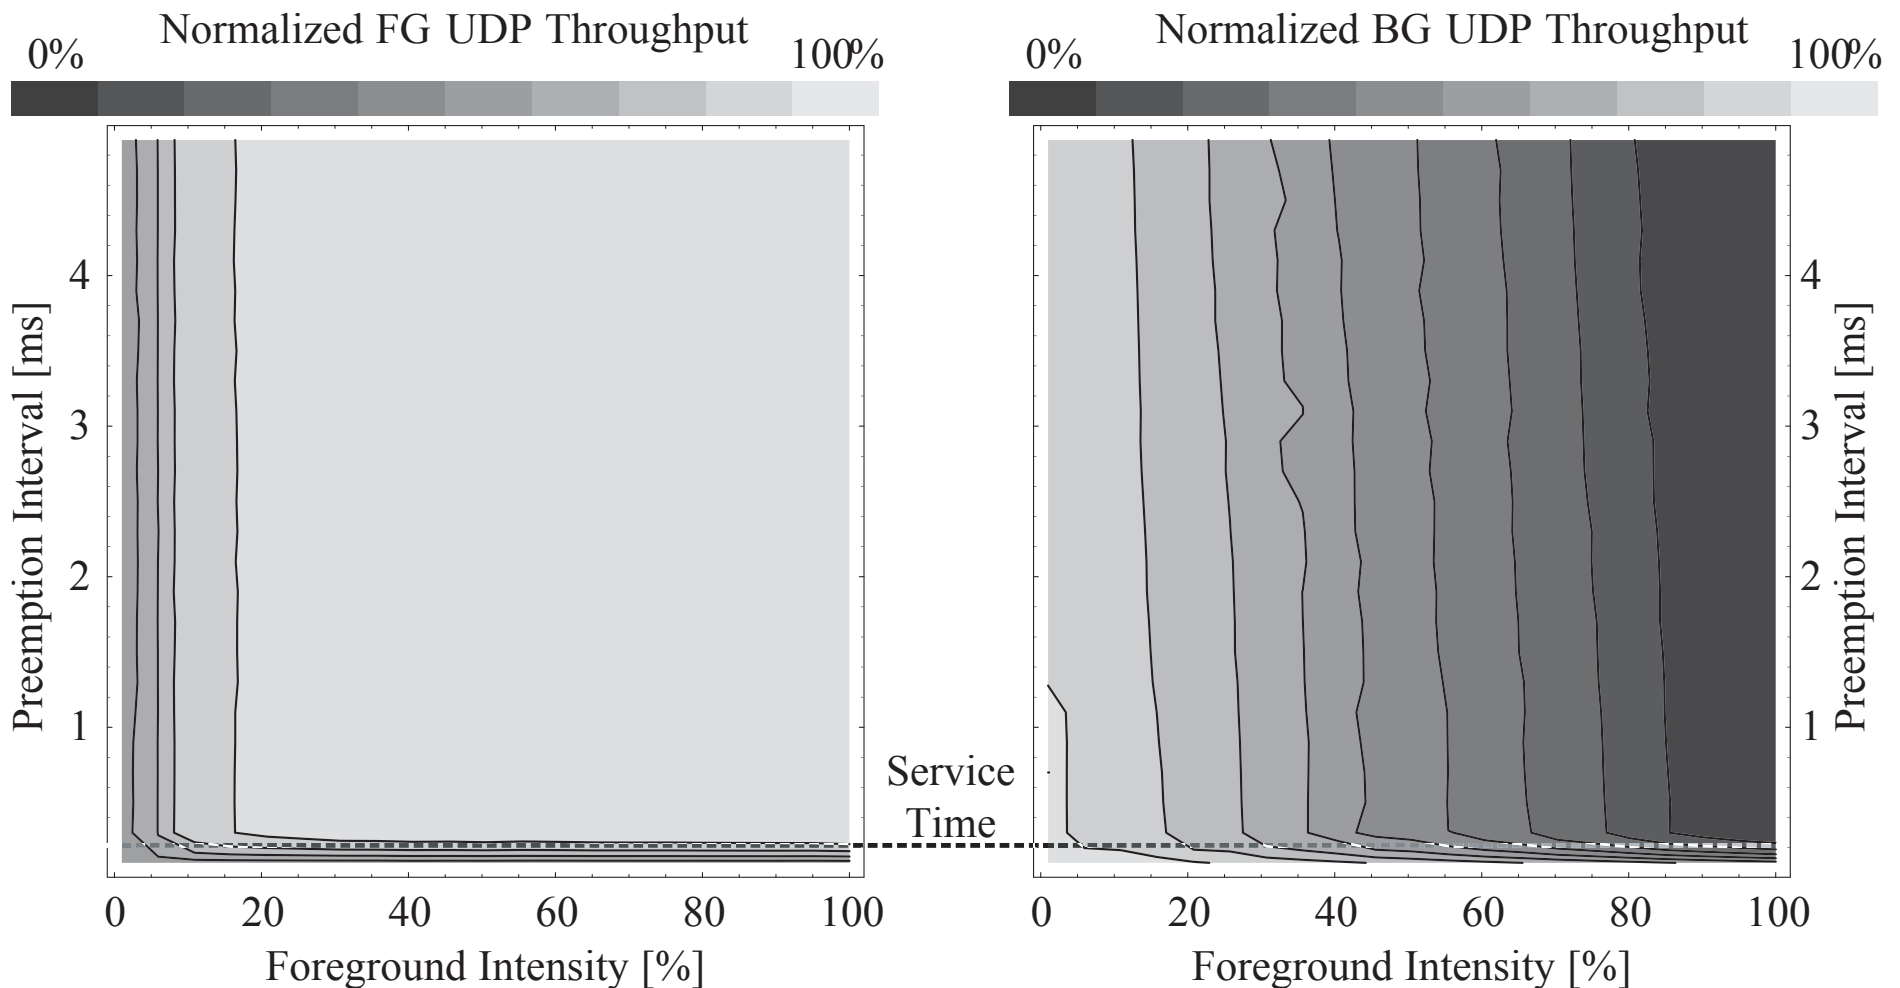 Normalized FG UDP Throughput
0% 100%
Normalized BG UDP Throughput
0% 100%
Preemption Interval [ms]
4
3
2
1
0 20 40 60 80 100
Foreground Intensity [%]
Service
Time
4
3
2
1
Preemption Interval [ms]
0 20 40 60 80 100
Foreground Intensity [%]